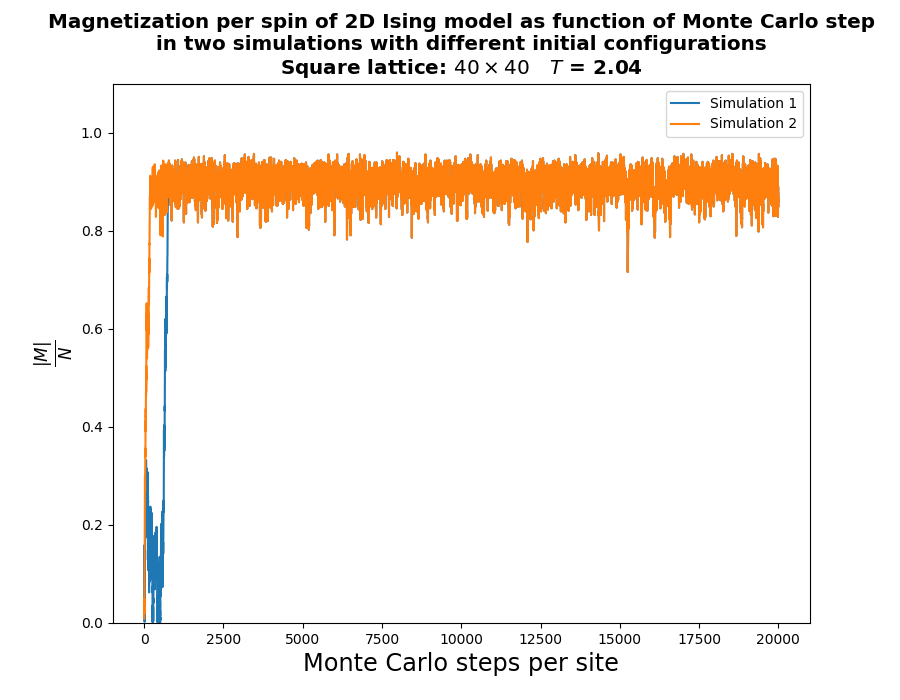 Magnetization per spin of 2D Ising model as function of Monte Carlo step
in two simulations with different initial configurations
Square lattice: 40 × 40 T = 2.04
Simulation 1
Simulation 2
1.0
0.8
0.6
0.4
0.2
0.0
|M|
N
0 2500 5000 7500 10000 12500 15000 17500 20000
Monte Carlo steps per site